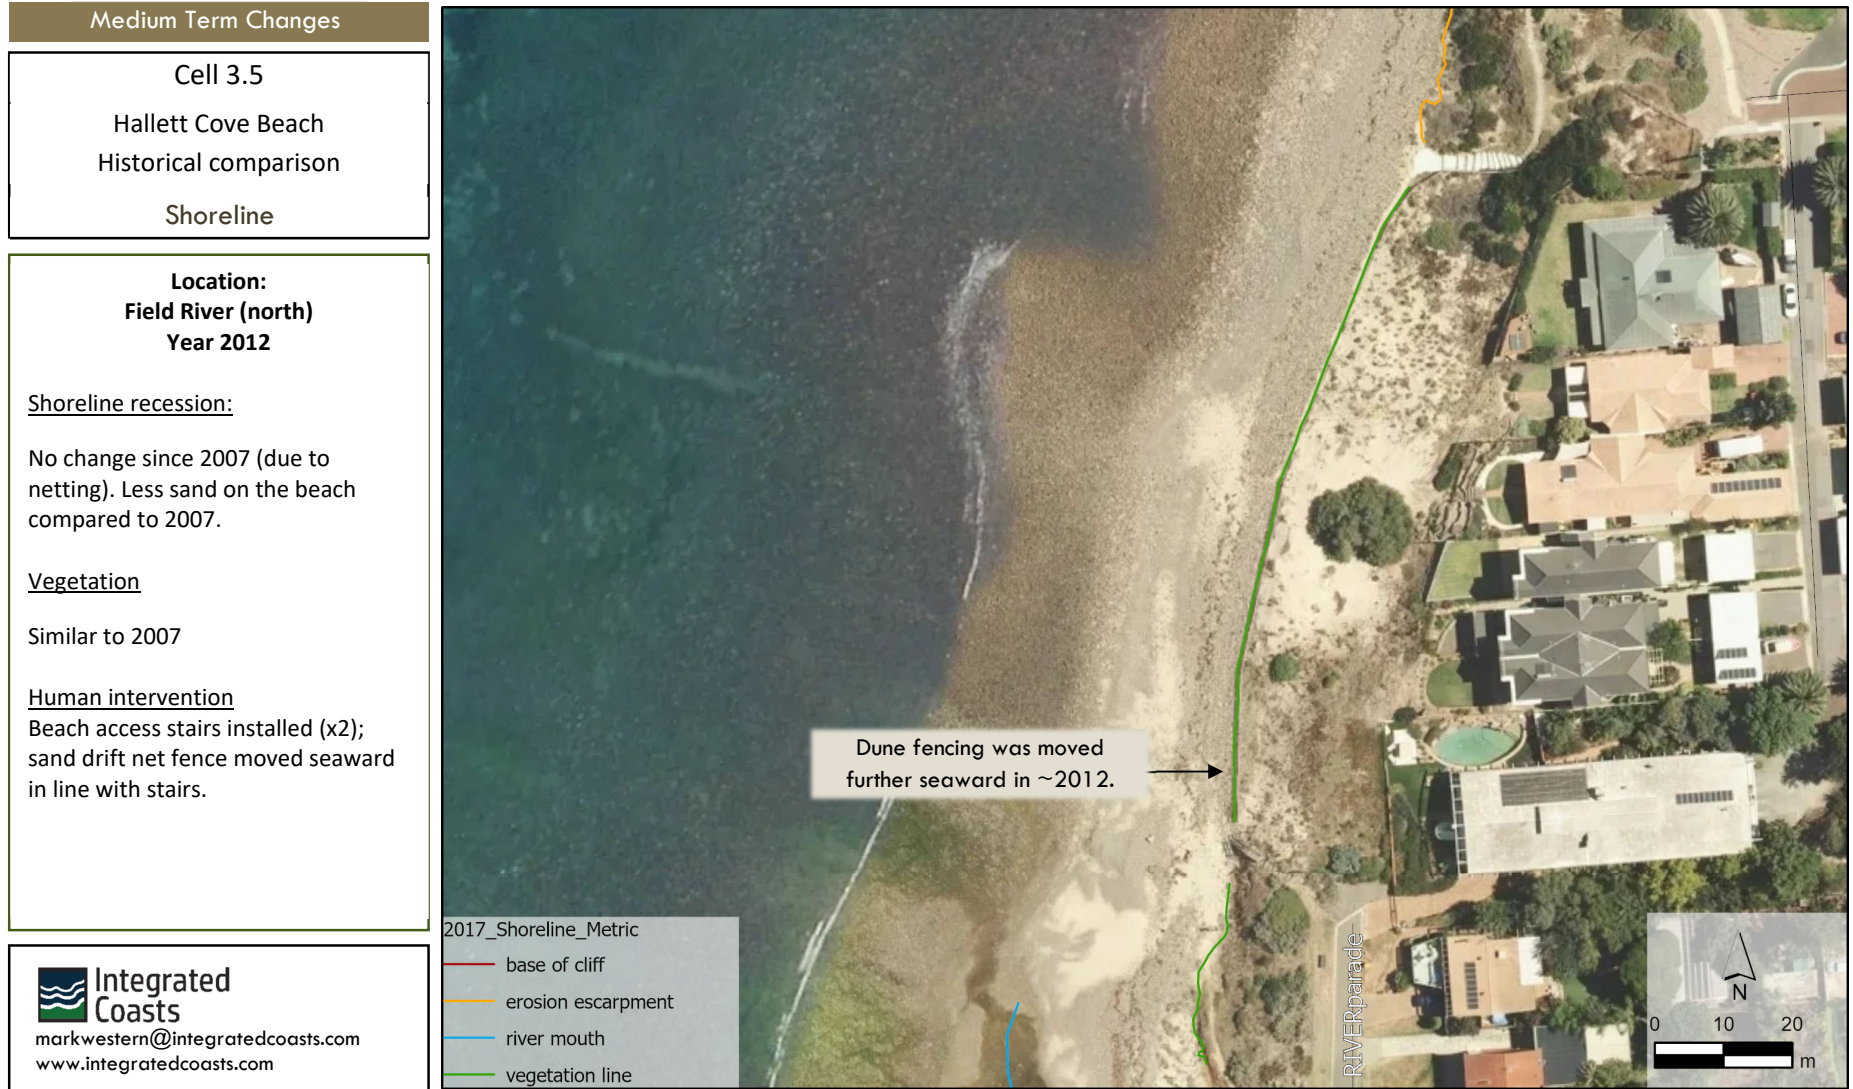 Medium Term Changes
Cell 3.5
Hallett Cove Beach
Historical comparison
Shoreline
Location:
Field River (north)
Year 2012
Shoreline recession:
No change since 2007 (due to
netting). Less sand on the beach
compared to 2007.
Vegetation
Similar to 2007
Human intervention
Beach access stairs installed (x2);
sand drift net fence moved seaward
in line with stairs.
Integrated
Coasts
markwestern@integratedcoasts.com
www.integratedcoasts.com
Dune fencing was moved
further seaward in ~2012.
2017_Shoreline_Metric
base of cliff
erosion escarpment
river mouth
vegetation line
RIVERparade
N
0 10 20
m